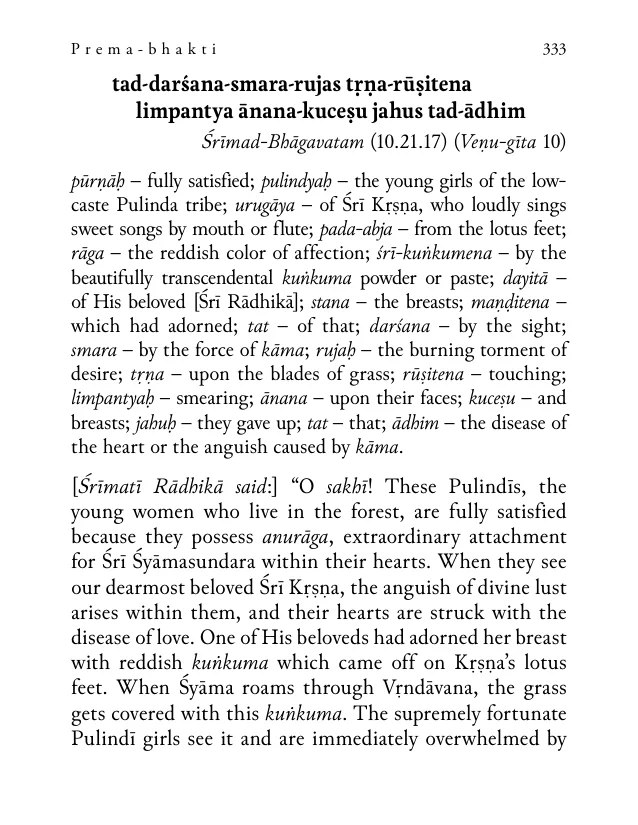 Prema-bhakti 333
tad-darśana-smara-rujas tṛṇa-rūṣitena
limpantya ānana-kuceṣu jahus tad-ādhim
Śrīmad-Bhāgavatam (10.21.17) (Veṇu-gīta 10)
pūrṇāḥ – fully satisfied; pulindyaḥ – the young girls of the low-
caste Pulinda tribe; urugāya – of Śrī Kṛṣṇa, who loudly sings
sweet songs by mouth or flute; pada-abja – from the lotus feet;
rāga – the reddish color of affection; śrī-kuṅkumena – by the
beautifully transcendental kuṅkuma powder or paste; dayitā –
of His beloved [Śrī Rādhikā]; stana – the breasts; maṇḍitena –
which had adorned; tat – of that; darśana – by the sight;
smara – by the force of kāma; rujaḥ – the burning torment of
desire; tṛṇa – upon the blades of grass; rūṣitena – touching;
limpantyaḥ – smearing; ānana – upon their faces; kuceṣu – and
breasts; jahuḥ – they gave up; tat – that; ādhim – the disease of
the heart or the anguish caused by kāma.
[Śrīmatī Rādhikā said:] “O sakhī! These Pulindīs, the
young women who live in the forest, are fully satisfied
because they possess anurāga, extraordinary attachment
for Śrī Śyāmasundara within their hearts. When they see
our dearmost beloved Śrī Kṛṣṇa, the anguish of divine lust
arises within them, and their hearts are struck with the
disease of love. One of His beloveds had adorned her breast
with reddish kuṅkuma which came off on Kṛṣṇa’s lotus
feet. When Śyāma roams through Vṛndāvana, the grass
gets covered with this kuṅkuma. The supremely fortunate
Pulindī girls see it and are immediately overwhelmed by